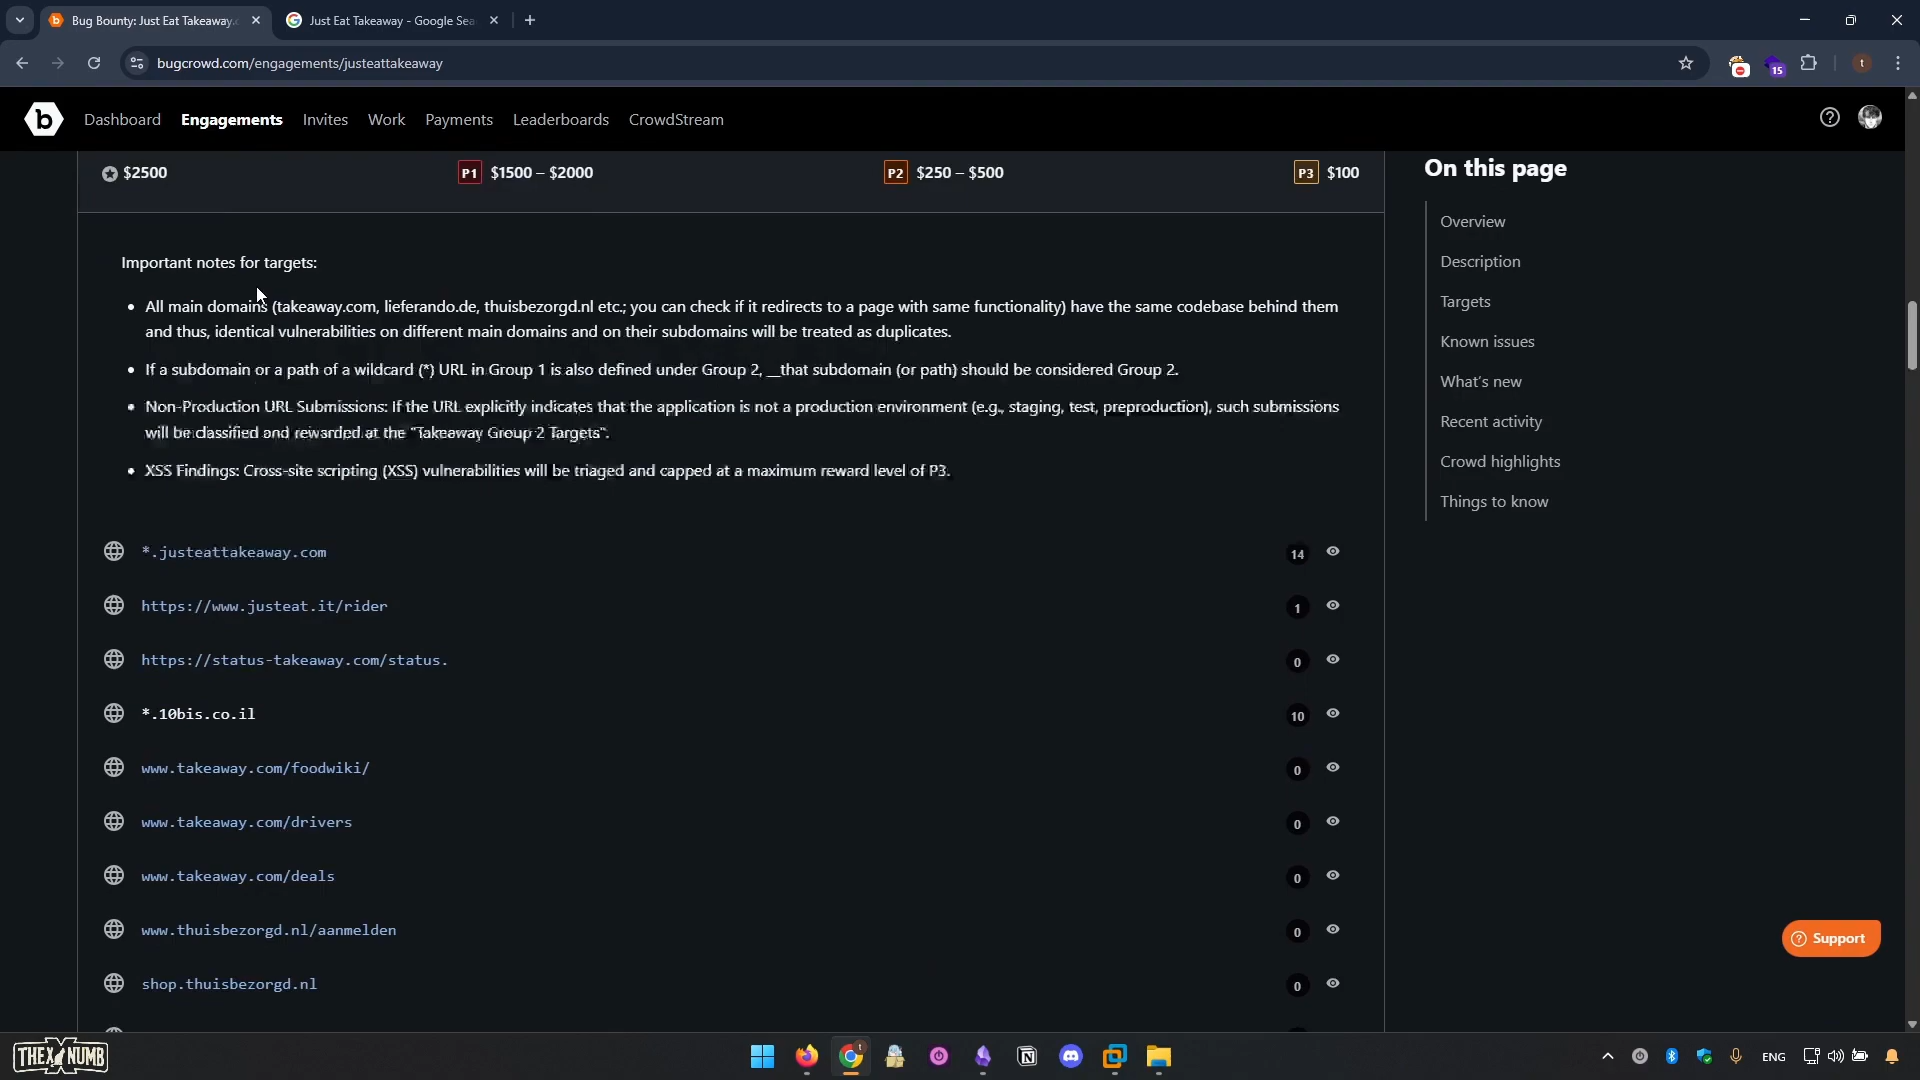 Bug Bounty: Just Eat Takeaway.
Just Eat Takeaway - Google Sea
bugcrowd.com/engagements/justeattakeaway
15
t
b
Dashboard
Engagements
Invites
Work
Payments
Leaderboards
CrowdStream
$2500
P1 $1500 – $2000
P2 $250 – $500
P3 $100
Important notes for targets:
• All main domains (takeaway.com, lieferando.de, thuisbezorgd.nl etc.; you can check if it redirects to a page with same functionality) have the same codebase behind them
and thus, identical vulnerabilities on different main domains and on their subdomains will be treated as duplicates.
• If a subdomain or a path of a wildcard (*) URL in Group 1 is also defined under Group 2, __that subdomain (or path) should be considered Group 2.
• Non-Production URL Submissions: If the URL explicitly indicates that the application is not a production environment (e.g., staging, test, preproduction), such submissions
will be classified and rewarded at the "Takeaway Group 2 Targets".
• XSS Findings: Cross-site scripting (XSS) vulnerabilities will be triaged and capped at a maximum reward level of P3.
*.justeattakeaway.com 14
https://www.justeat.it/rider 1
https://status-takeaway.com/status. 0
*.10bis.co.il 10
www.takeaway.com/foodwiki/ 0
www.takeaway.com/drivers 0
www.takeaway.com/deals 0
www.thuisbezorgd.nl/aanmelden 0
shop.thuisbezorgd.nl 0
On this page
Overview
Description
Targets
Known issues
What's new
Recent activity
Crowd highlights
Things to know
Support
THEXNUMB
ENG